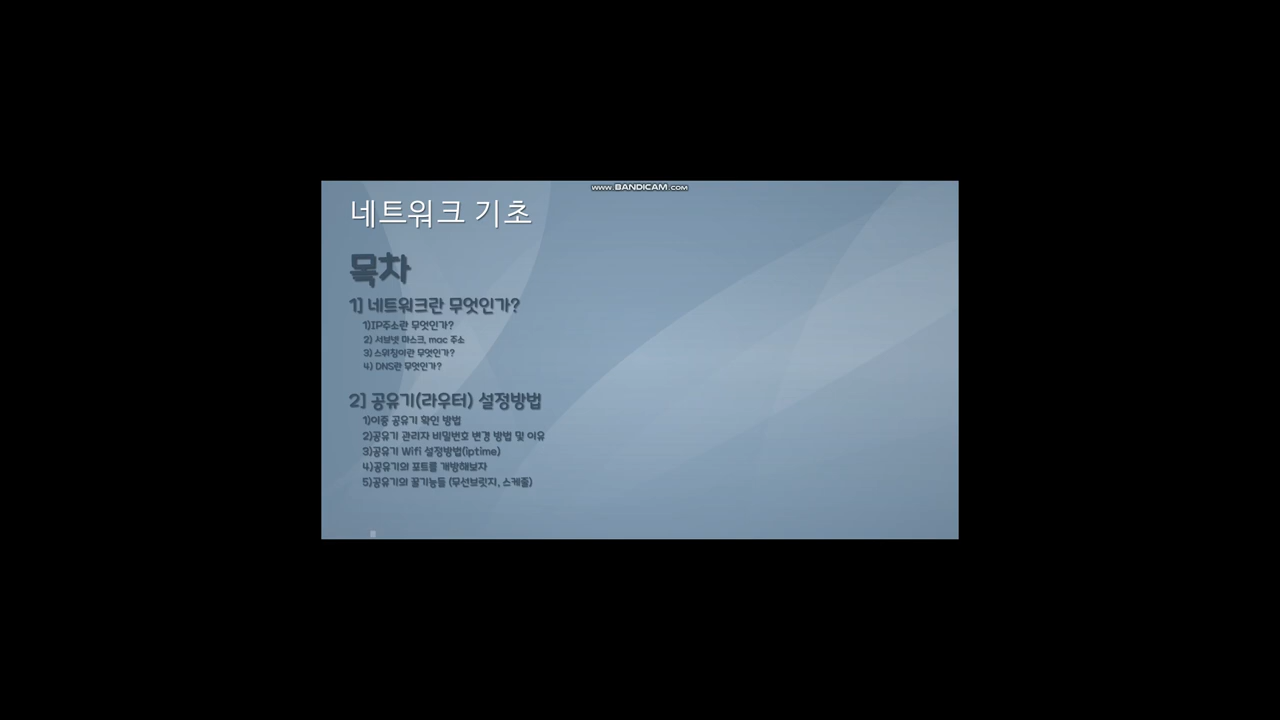 www.BANDICAM.COM
네트워크 기초
목차
1] 네트워크란 무엇인가?
1)IP주소란 무엇인가?
2) 서브넷 마스크, mac 주소
3) 스위칭이란 무엇인가?
4) DNS란 무엇인가?
2] 공유기(라우터) 설정방법
1)이중 공유기 확인 방법
2)공유기 관리자 비밀번호 변경 방법 및 이유
3)공유기 Wifi 설정방법(iptime)
4)공유기의 포트를 개방해보자
5)공유기의 꿀기능들 (무선브릿지, 스케줄)